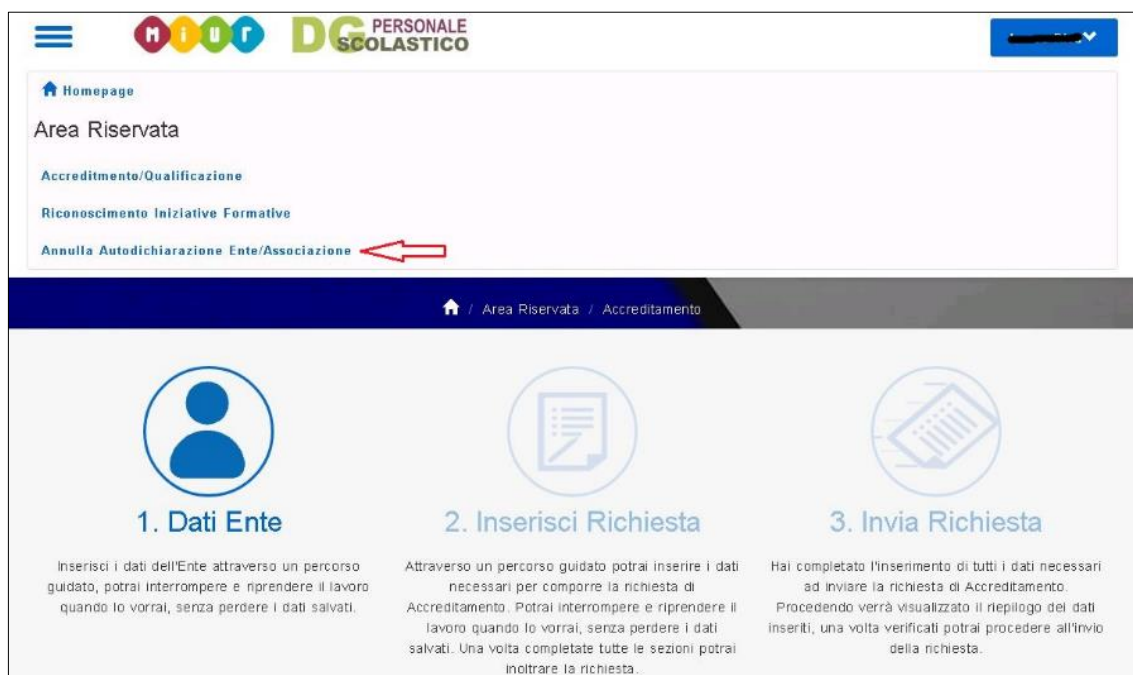 MIUR DG PERSONALE
SCOLASTICO
Homepage
Area Riservata
Accreditmento/Qualificazione
Riconoscimento Iniziative Formative
Annulla Autodichiarazione Ente/Associazione
/ Area Riservata / Accreditamento
1. Dati Ente
Inserisci i dati dell'Ente attraverso un percorso
guidato, potrai interrompere e riprendere il lavoro
quando lo vorrai, senza perdere i dati salvati.
2. Inserisci Richiesta
Attraverso un percorso guidato potrai inserire i dati
necessari per comporre la richiesta di
Accreditamento. Potrai interrompere e riprendere il
lavoro quando lo vorrai, senza perdere i dati
salvati. Una volta completate tutte le sezioni potrai
inoltrare la richiesta.
3. Invia Richiesta
Hai completato l'inserimento di tutti i dati necessari
ad inviare la richiesta di Accreditamento.
Procedendo verrà visualizzato il riepilogo dei dati
inseriti, una volta verificati potrai procedere all'invio
della richiesta.